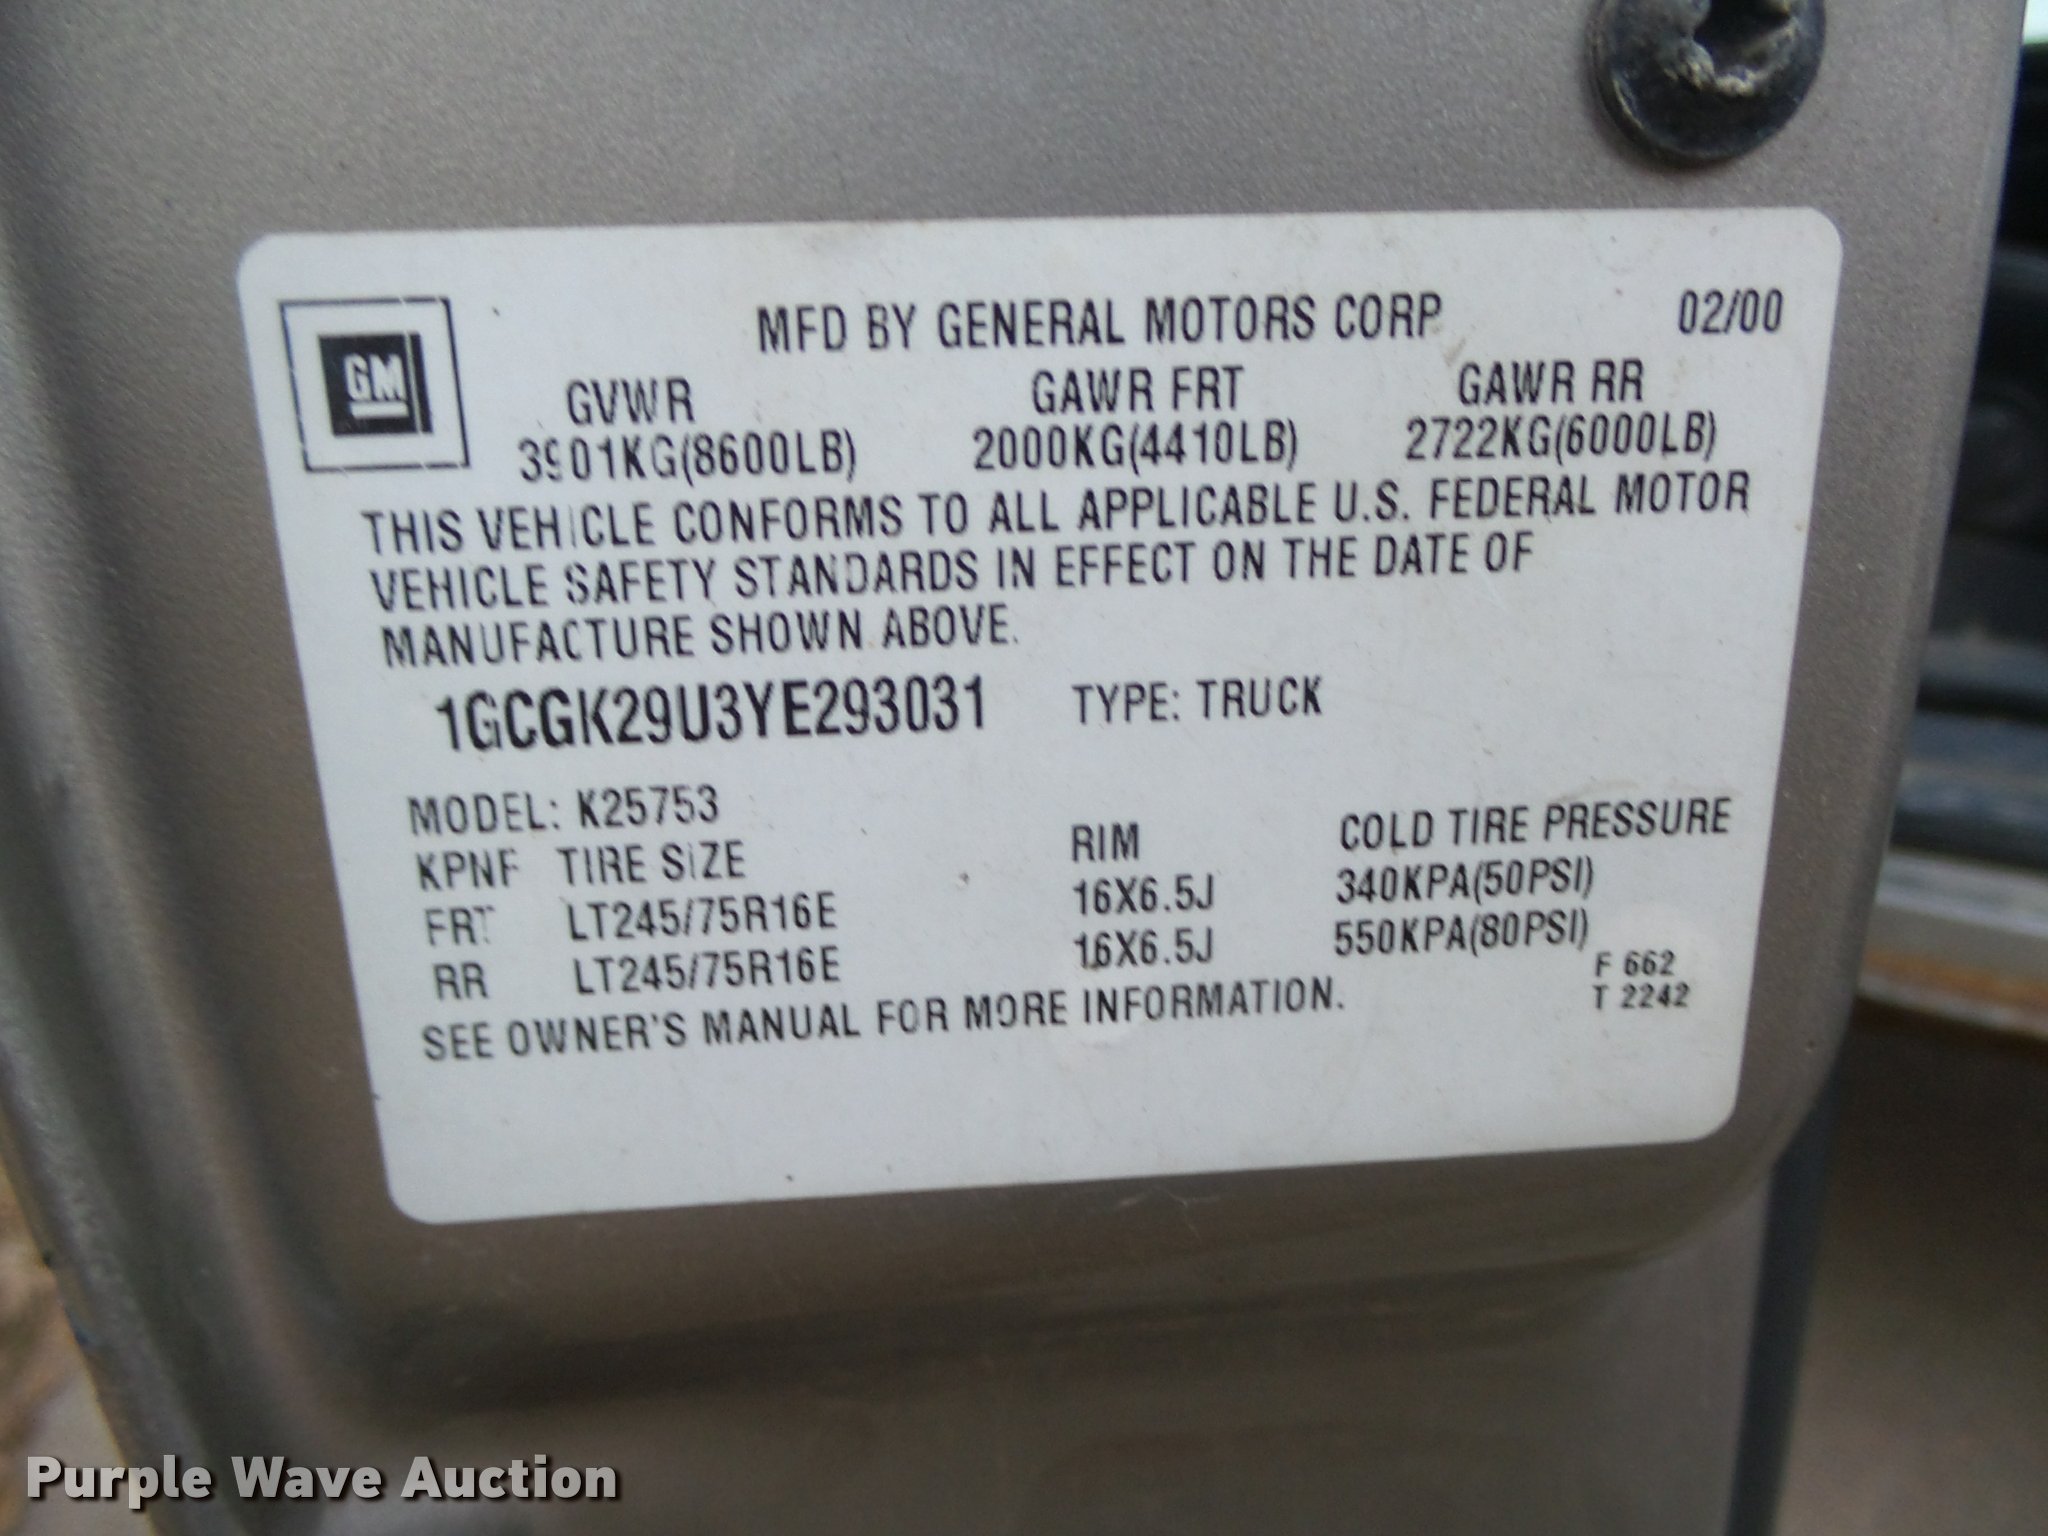 MFD BY GENERAL MOTORS CORP 02/00
GM
GVWR GAWR FRT GAWR RR
3901KG(8600LB) 2000KG(4410LB) 2722KG(6000LB)
THIS VEHICLE CONFORMS TO ALL APPLICABLE U.S. FEDERAL MOTOR
VEHICLE SAFETY STANDARDS IN EFFECT ON THE DATE OF
MANUFACTURE SHOWN ABOVE.
1GCGK29U3YE293031 TYPE: TRUCK
MODEL: K25753
KPNF TIRE SIZE RIM COLD TIRE PRESSURE
FRT LT245/75R16E 16X6.5J 340KPA(50PSI)
RR LT245/75R16E 16X6.5J 550KPA(80PSI)
SEE OWNER'S MANUAL FOR MORE INFORMATION.
F 662
T 2242
Purple Wave Auction